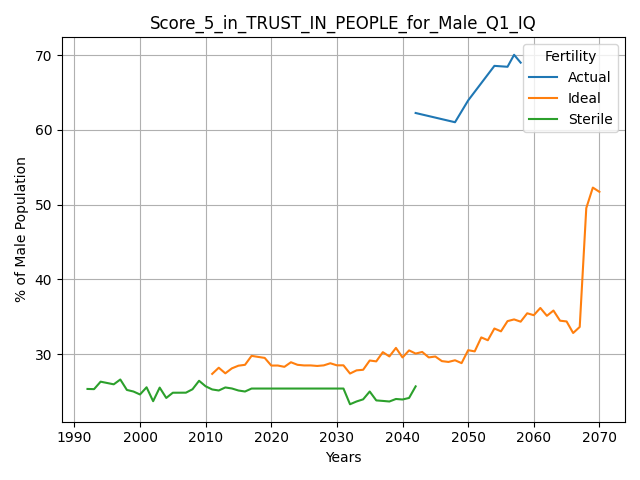 Score_5_in_TRUST_IN_PEOPLE_for_Male_Q1_IQ
Fertility
Actual
Ideal
Sterile
% of Male Population
70
60
50
40
30
1990 2000 2010 2020 2030 2040 2050 2060 2070
Years